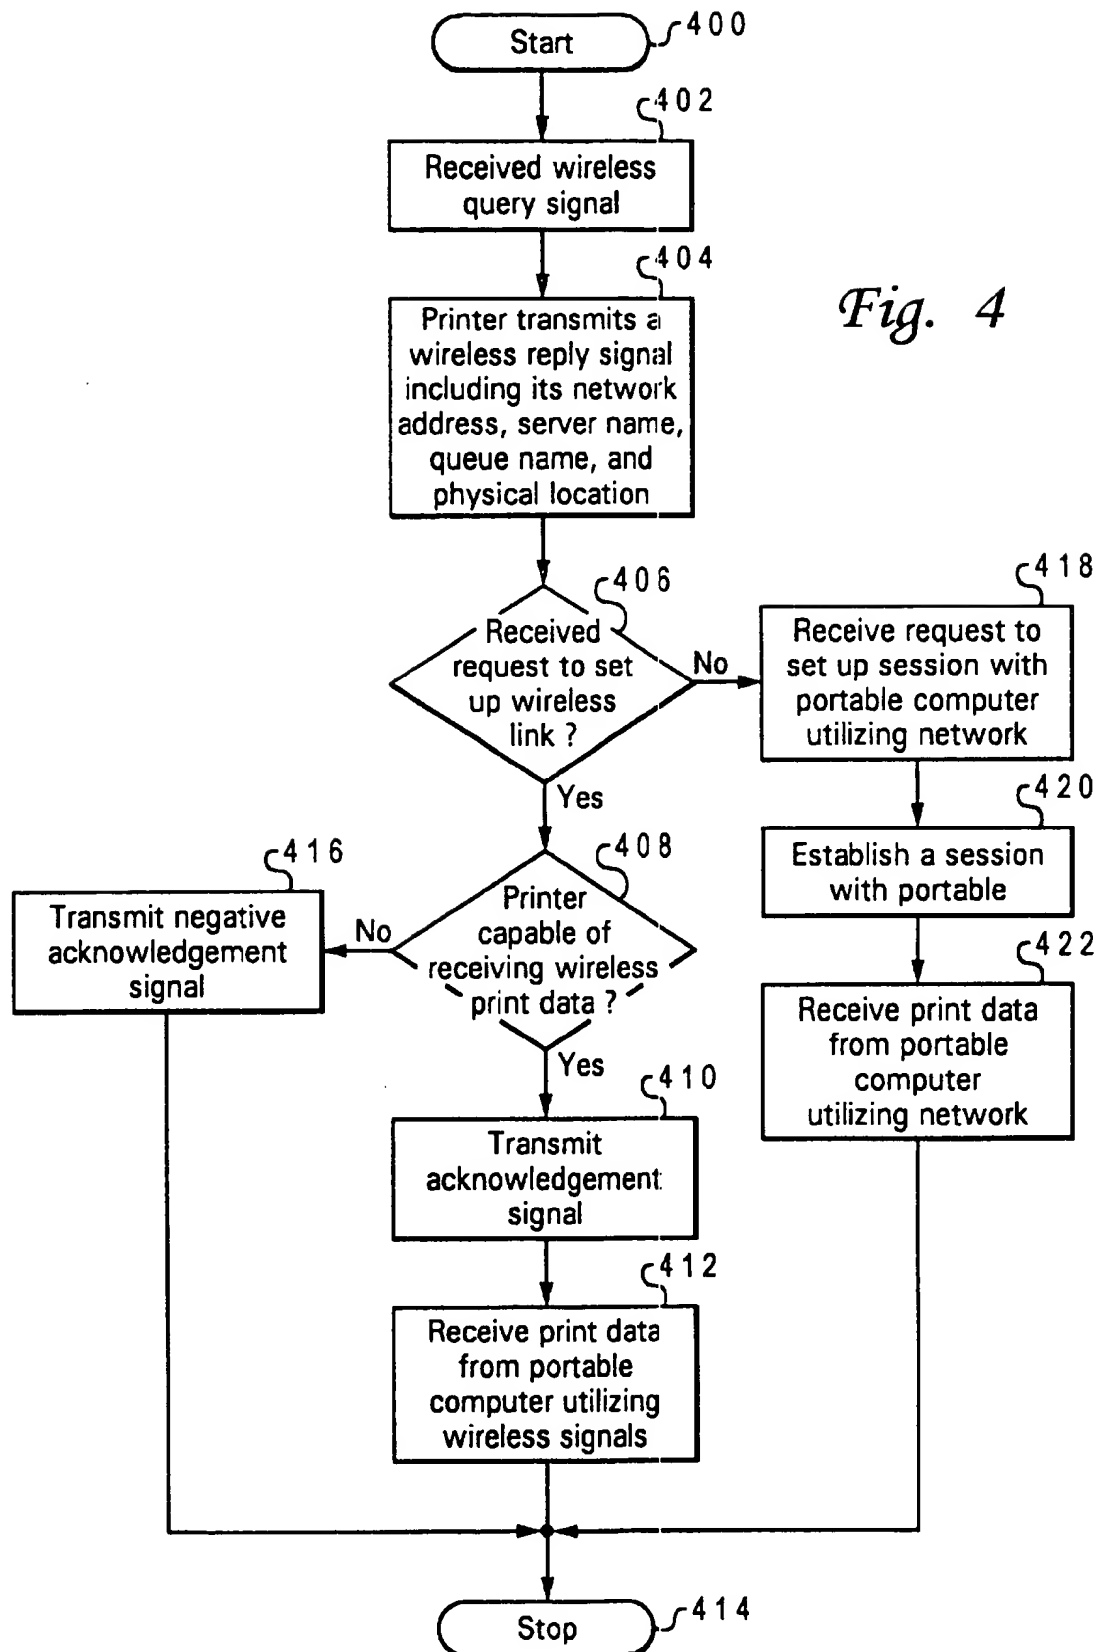 Start
400
402
Received wireless
query signal
404
Printer transmits a
wireless reply signal
including its network
address, server name,
queue name, and
physical location
Fig. 4
406
Received
request to set
up wireless
link ?
No
Yes
418
Receive request to
set up session with
portable computer
utilizing network
420
Establish a session
with portable
422
Receive print data
from portable
computer
utilizing network
408
Printer
capable of
receiving wireless
print data ?
No
Yes
416
Transmit negative
acknowledgement
signal
410
Transmit
acknowledgement
signal
412
Receive print data
from portable
computer utilizing
wireless signals
Stop
414